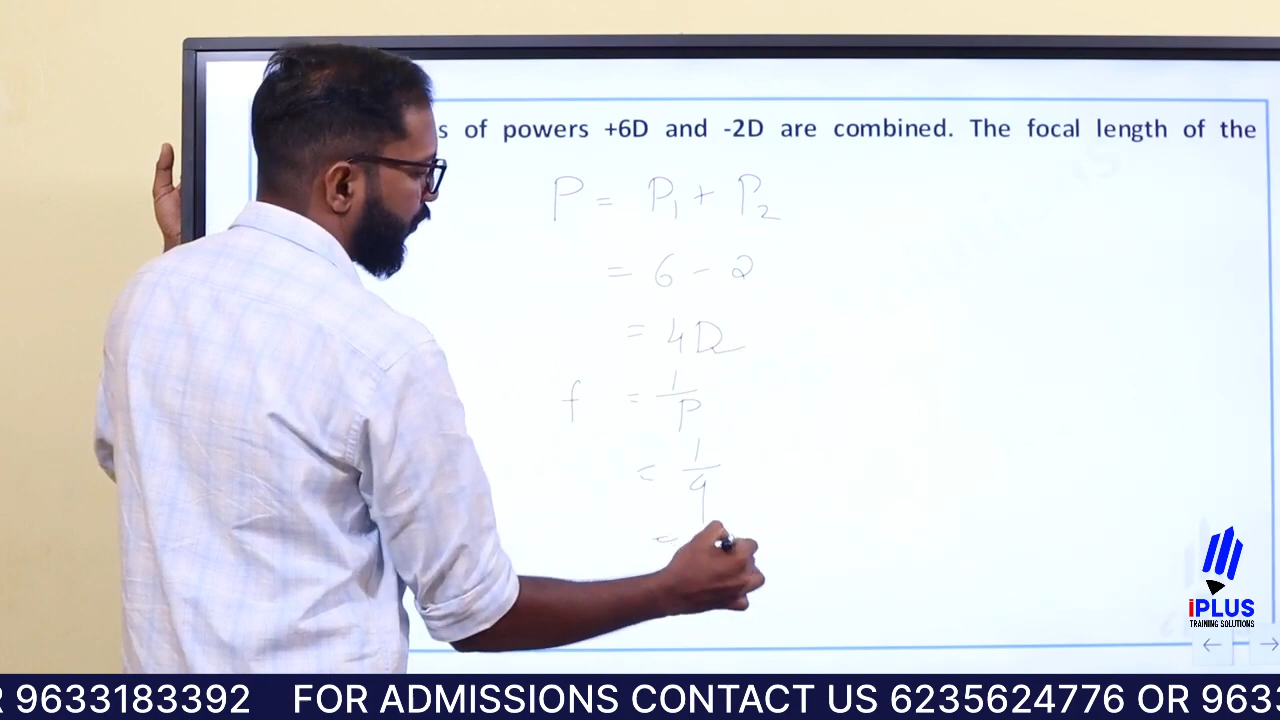 s of powers +6D and -2D are combined. The focal length of the
P = P1 + P2
= 6 - 2
= 4D
f = 1/P
= 1/4
=
iPLUS
TRAINING SOLUTIONS
R 9633183392 FOR ADMISSIONS CONTACT US 6235624776 OR 963